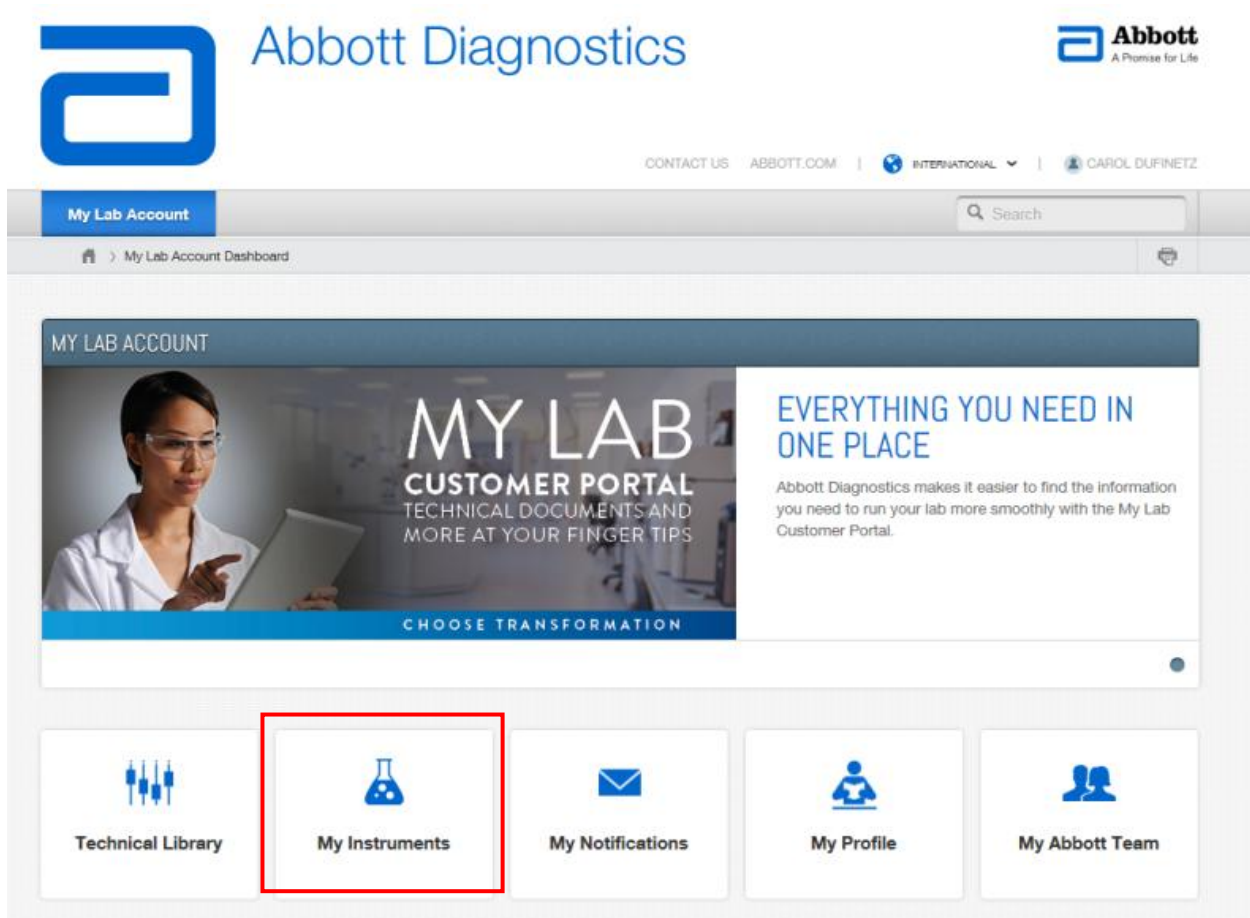 Abbott Diagnostics
Abbott
A Promise for Life
CONTACT US ABBOTT.COM | INTERNATIONAL | CAROL DUFINETZ
My Lab Account
Search
My Lab Account Dashboard
MY LAB ACCOUNT
MY LAB
CUSTOMER PORTAL
TECHNICAL DOCUMENTS AND
MORE AT YOUR FINGER TIPS
CHOOSE TRANSFORMATION
EVERYTHING YOU NEED IN
ONE PLACE
Abbott Diagnostics makes it easier to find the information
you need to run your lab more smoothly with the My Lab
Customer Portal.
Technical Library
My Instruments
My Notifications
My Profile
My Abbott Team